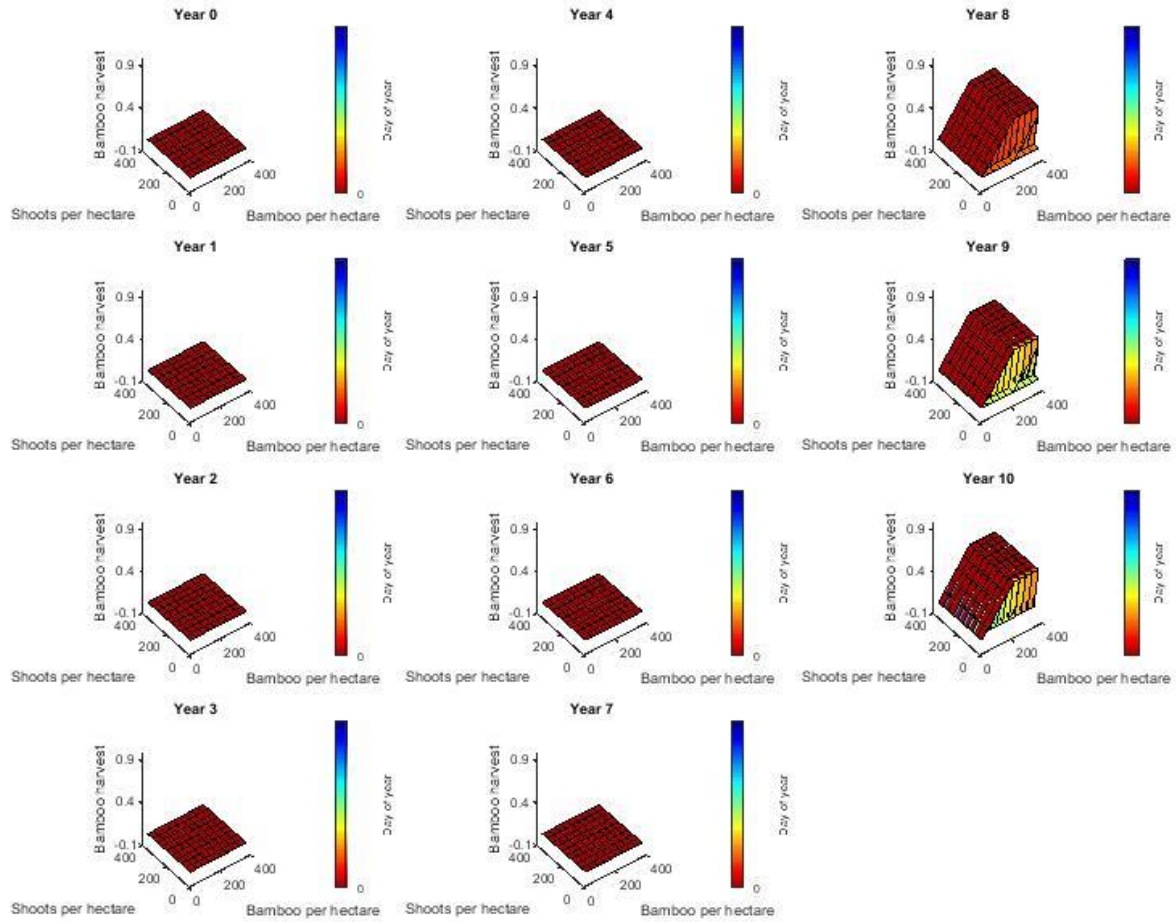 Year 0
Bamboo harvest
0.9
0.4
-0.1
400
200
0
0
200
400
Shoots per hectare
Bamboo per hectare
Day of year
0
Year 4
Bamboo harvest
0.9
0.4
-0.1
400
200
0
0
200
400
Shoots per hectare
Bamboo per hectare
Day of year
0
Year 8
Bamboo harvest
0.9
0.4
-0.1
400
200
0
0
200
400
Shoots per hectare
Bamboo per hectare
Day of year
Year 1
Bamboo harvest
0.9
0.4
-0.1
400
200
0
0
200
400
Shoots per hectare
Bamboo per hectare
Day of year
0
Year 5
Bamboo harvest
0.9
0.4
-0.1
400
200
0
0
200
400
Shoots per hectare
Bamboo per hectare
Day of year
0
Year 9
Bamboo harvest
0.9
0.4
-0.1
400
200
0
0
200
400
Shoots per hectare
Bamboo per hectare
Day of year
Year 2
Bamboo harvest
0.9
0.4
-0.1
400
200
0
0
200
400
Shoots per hectare
Bamboo per hectare
Day of year
0
Year 6
Bamboo harvest
0.9
0.4
-0.1
400
200
0
0
200
400
Shoots per hectare
Bamboo per hectare
Day of year
0
Year 10
Bamboo harvest
0.9
0.4
-0.1
400
200
0
0
200
400
Shoots per hectare
Bamboo per hectare
Day of year
Year 3
Bamboo harvest
0.9
0.4
-0.1
400
200
0
0
200
400
Shoots per hectare
Bamboo per hectare
Day of year
0
Year 7
Bamboo harvest
0.9
0.4
-0.1
400
200
0
0
200
400
Shoots per hectare
Bamboo per hectare
Day of year
0